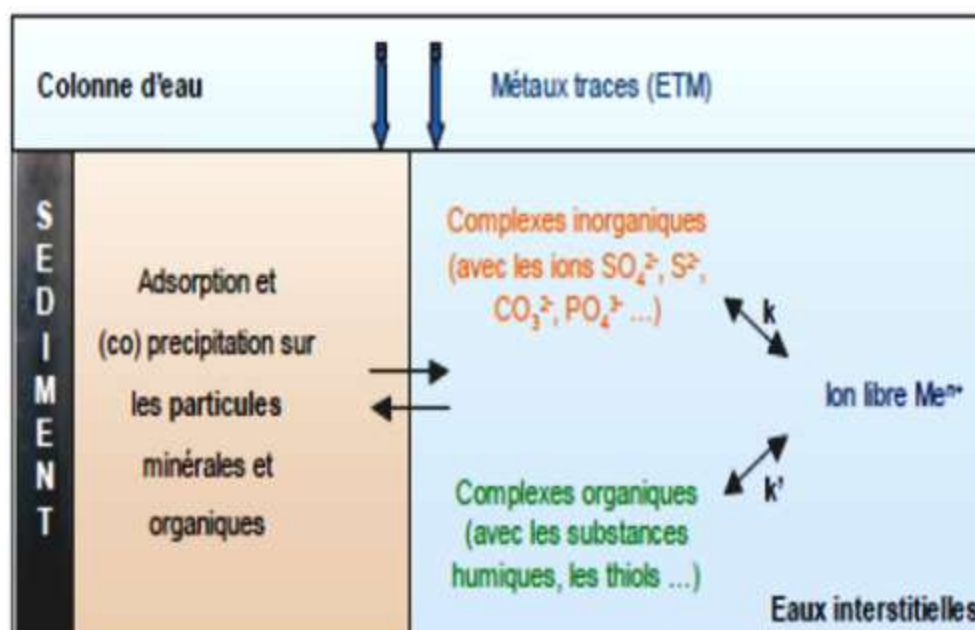 Colonne d'eau
Métaux traces (ETM)
SEDIMENT
Adsorption et
(co) precipitation sur
les particules
minérales et
organiques
Complexes inorganiques
(avec les ions SO₄²⁻, S²⁻,
CO₃²⁻, PO₄³⁻ ...)
k
Ion libre Meⁿ⁺
k'
Complexes organiques
(avec les substances
humiques, les thiols ...)
Eaux interstitielles